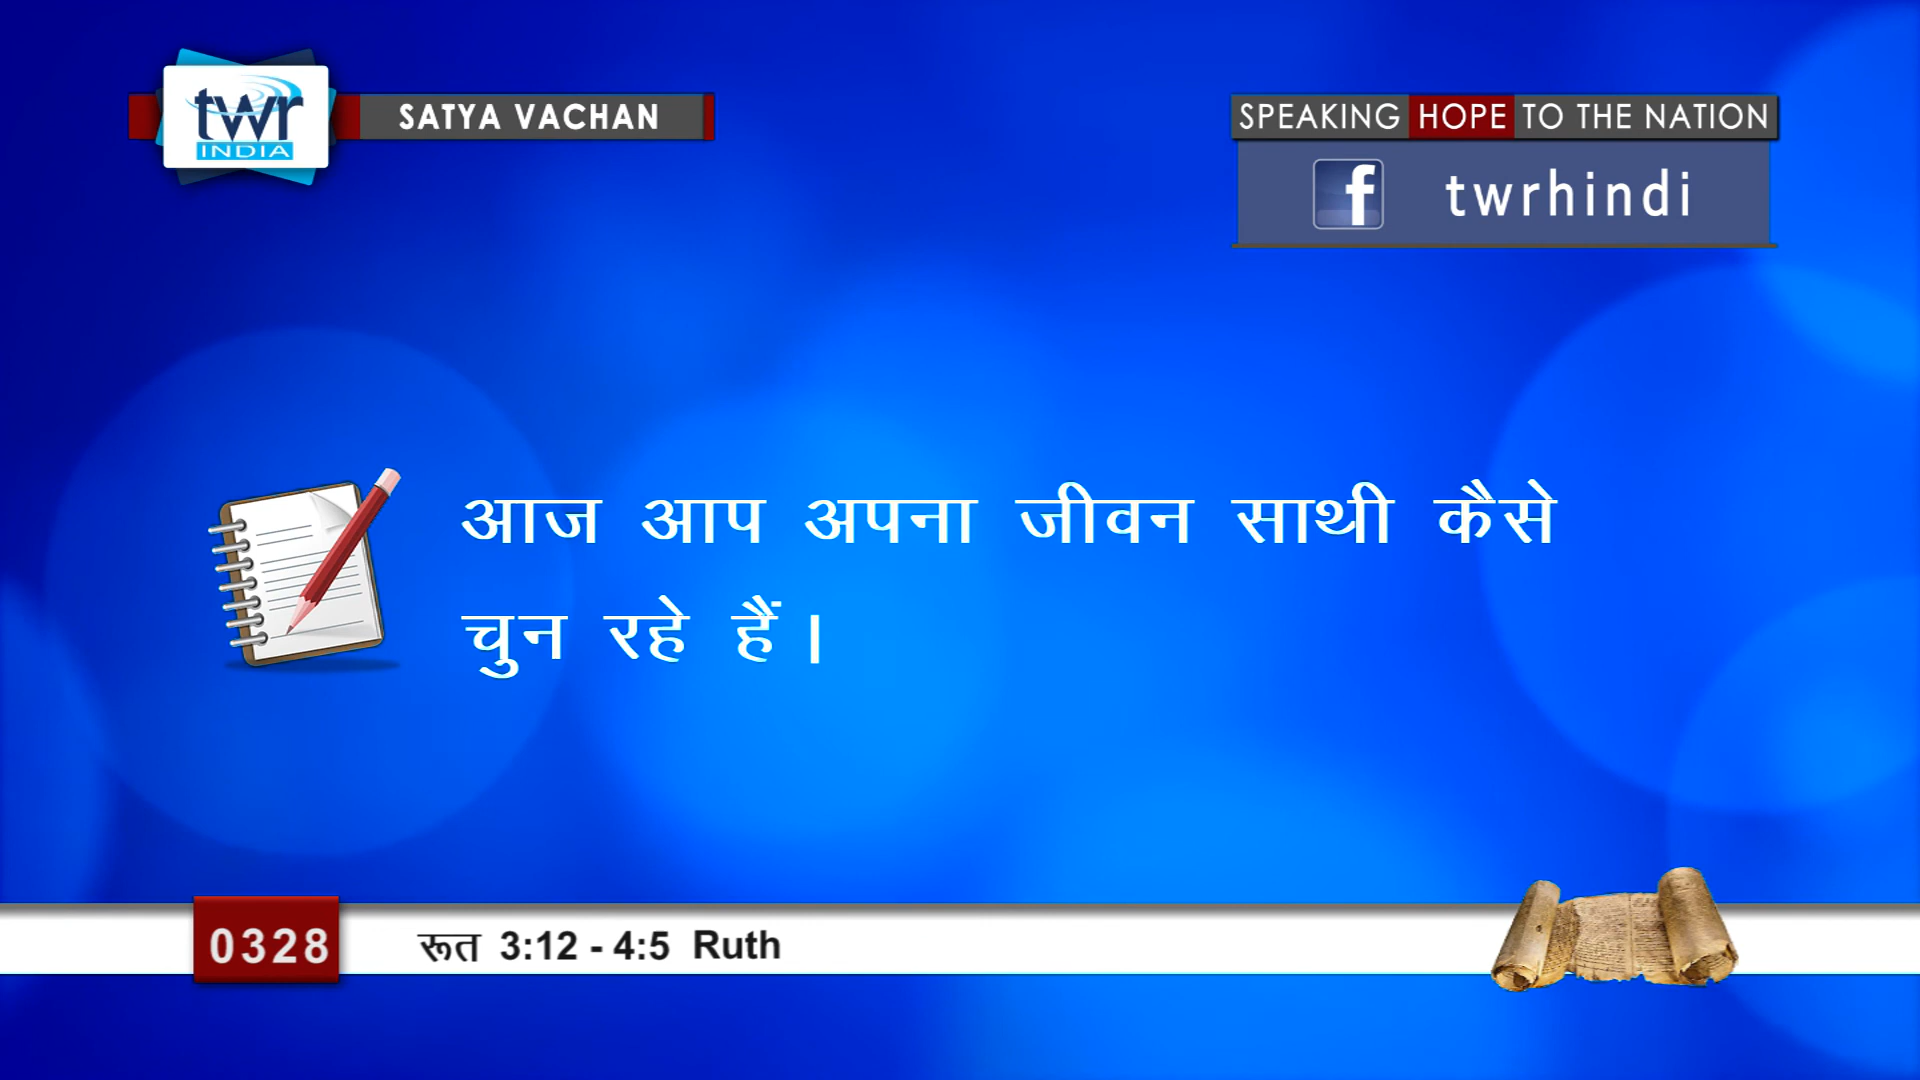 twr
INDIA
SATYA VACHAN
SPEAKING HOPE TO THE NATION
f twrhindi
आज आप अपना जीवन साथी कैसे
चुन रहे हैं।
0328 रूत 3:12 - 4:5 Ruth